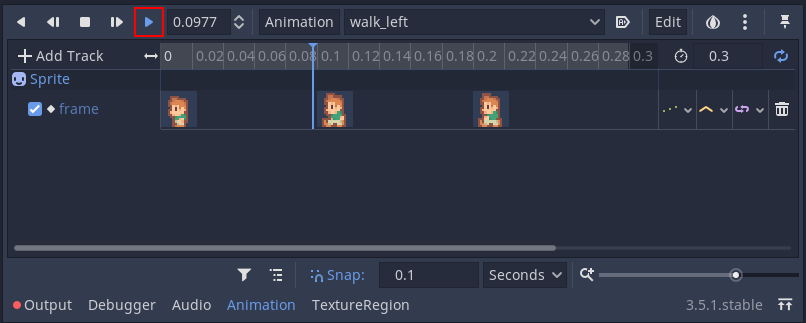 0.0977 Animation walk_left Edit
Add Track 0 0.02 0.04 0.06 0.08 0.1 0.12 0.14 0.16 0.18 0.2 0.22 0.24 0.26 0.28 0.3 0.3
Sprite
frame
Snap: 0.1 Seconds
Output Debugger Audio Animation TextureRegion 3.5.1.stable